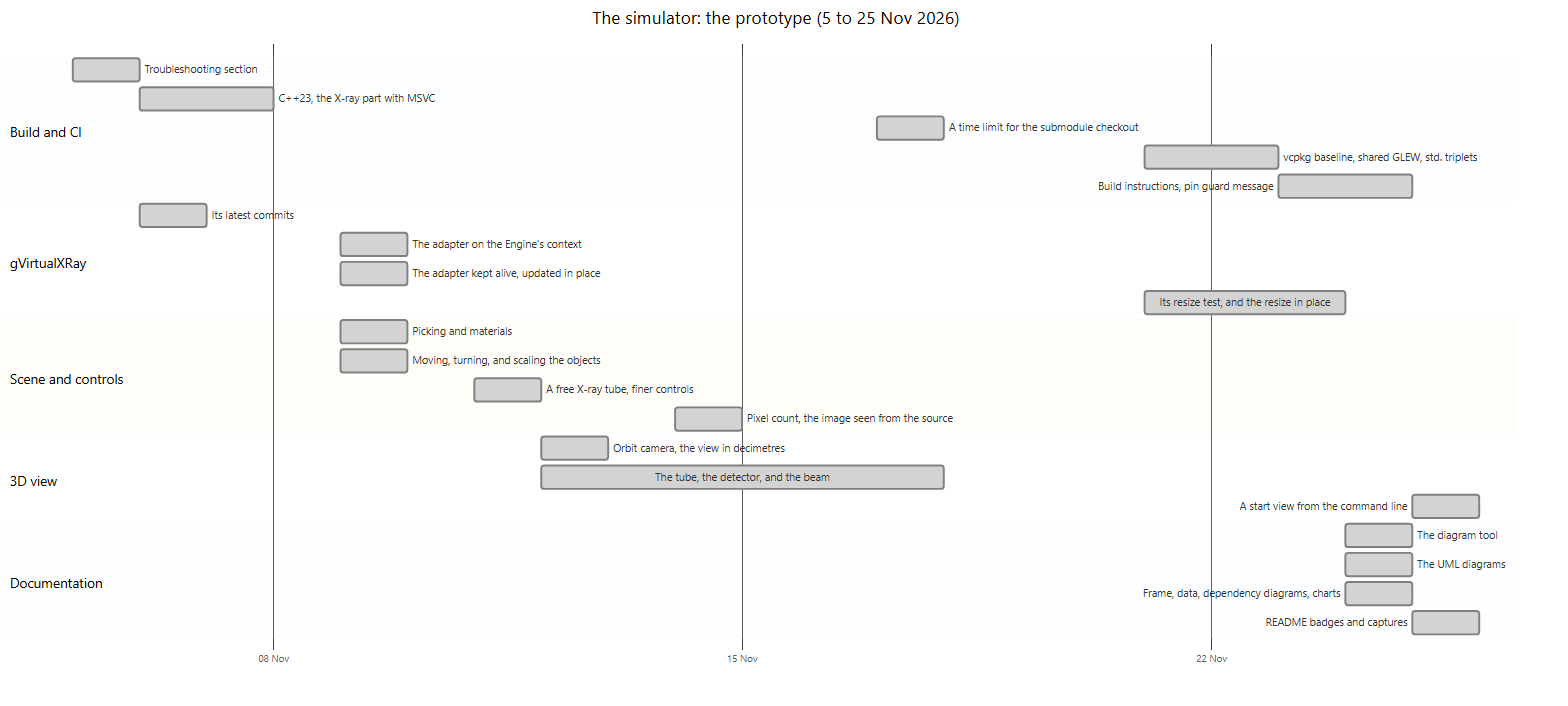 The simulator: the prototype (5 to 25 Nov 2026)
Build and CI
Troubleshooting section
C++23, the X-ray part with MSVC
A time limit for the submodule checkout
vcpkg baseline, shared GLEW, std. triplets
Build instructions, pin guard message
gVirtualXRay
Its latest commits
The adapter on the Engine's context
The adapter kept alive, updated in place
Its resize test, and the resize in place
Scene and controls
Picking and materials
Moving, turning, and scaling the objects
A free X-ray tube, finer controls
Pixel count, the image seen from the source
3D view
Orbit camera, the view in decimetres
The tube, the detector, and the beam
A start view from the command line
Documentation
The diagram tool
The UML diagrams
Frame, data, dependency diagrams, charts
README badges and captures
08 Nov
15 Nov
22 Nov